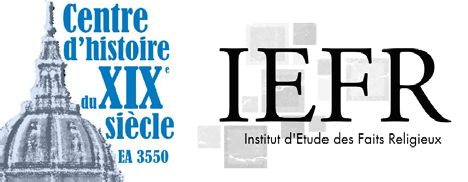 Centre
d'histoire
du XIXe
siècle
EA 3550
IEFR
Institut d'Etude des Faits Religieux